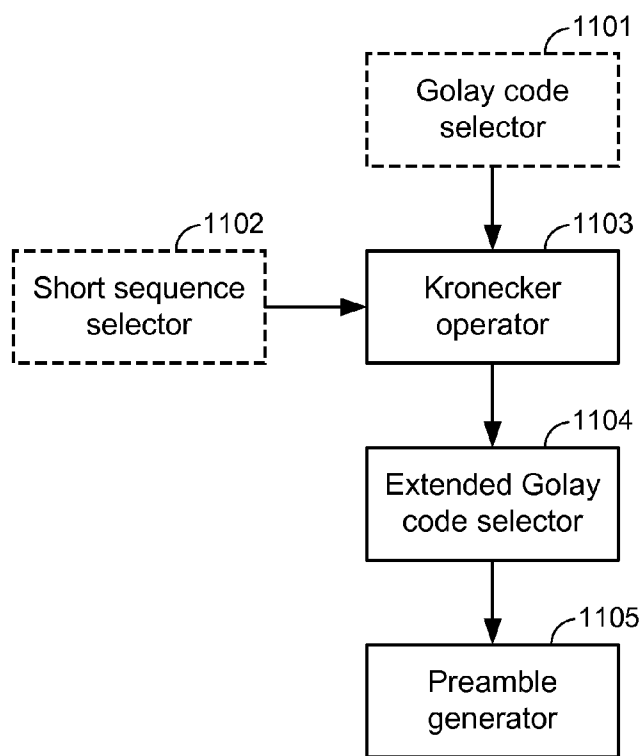 1101
Golay code
selector
1102
Short sequence
selector
1103
Kronecker
operator
1104
Extended Golay
code selector
1105
Preamble
generator